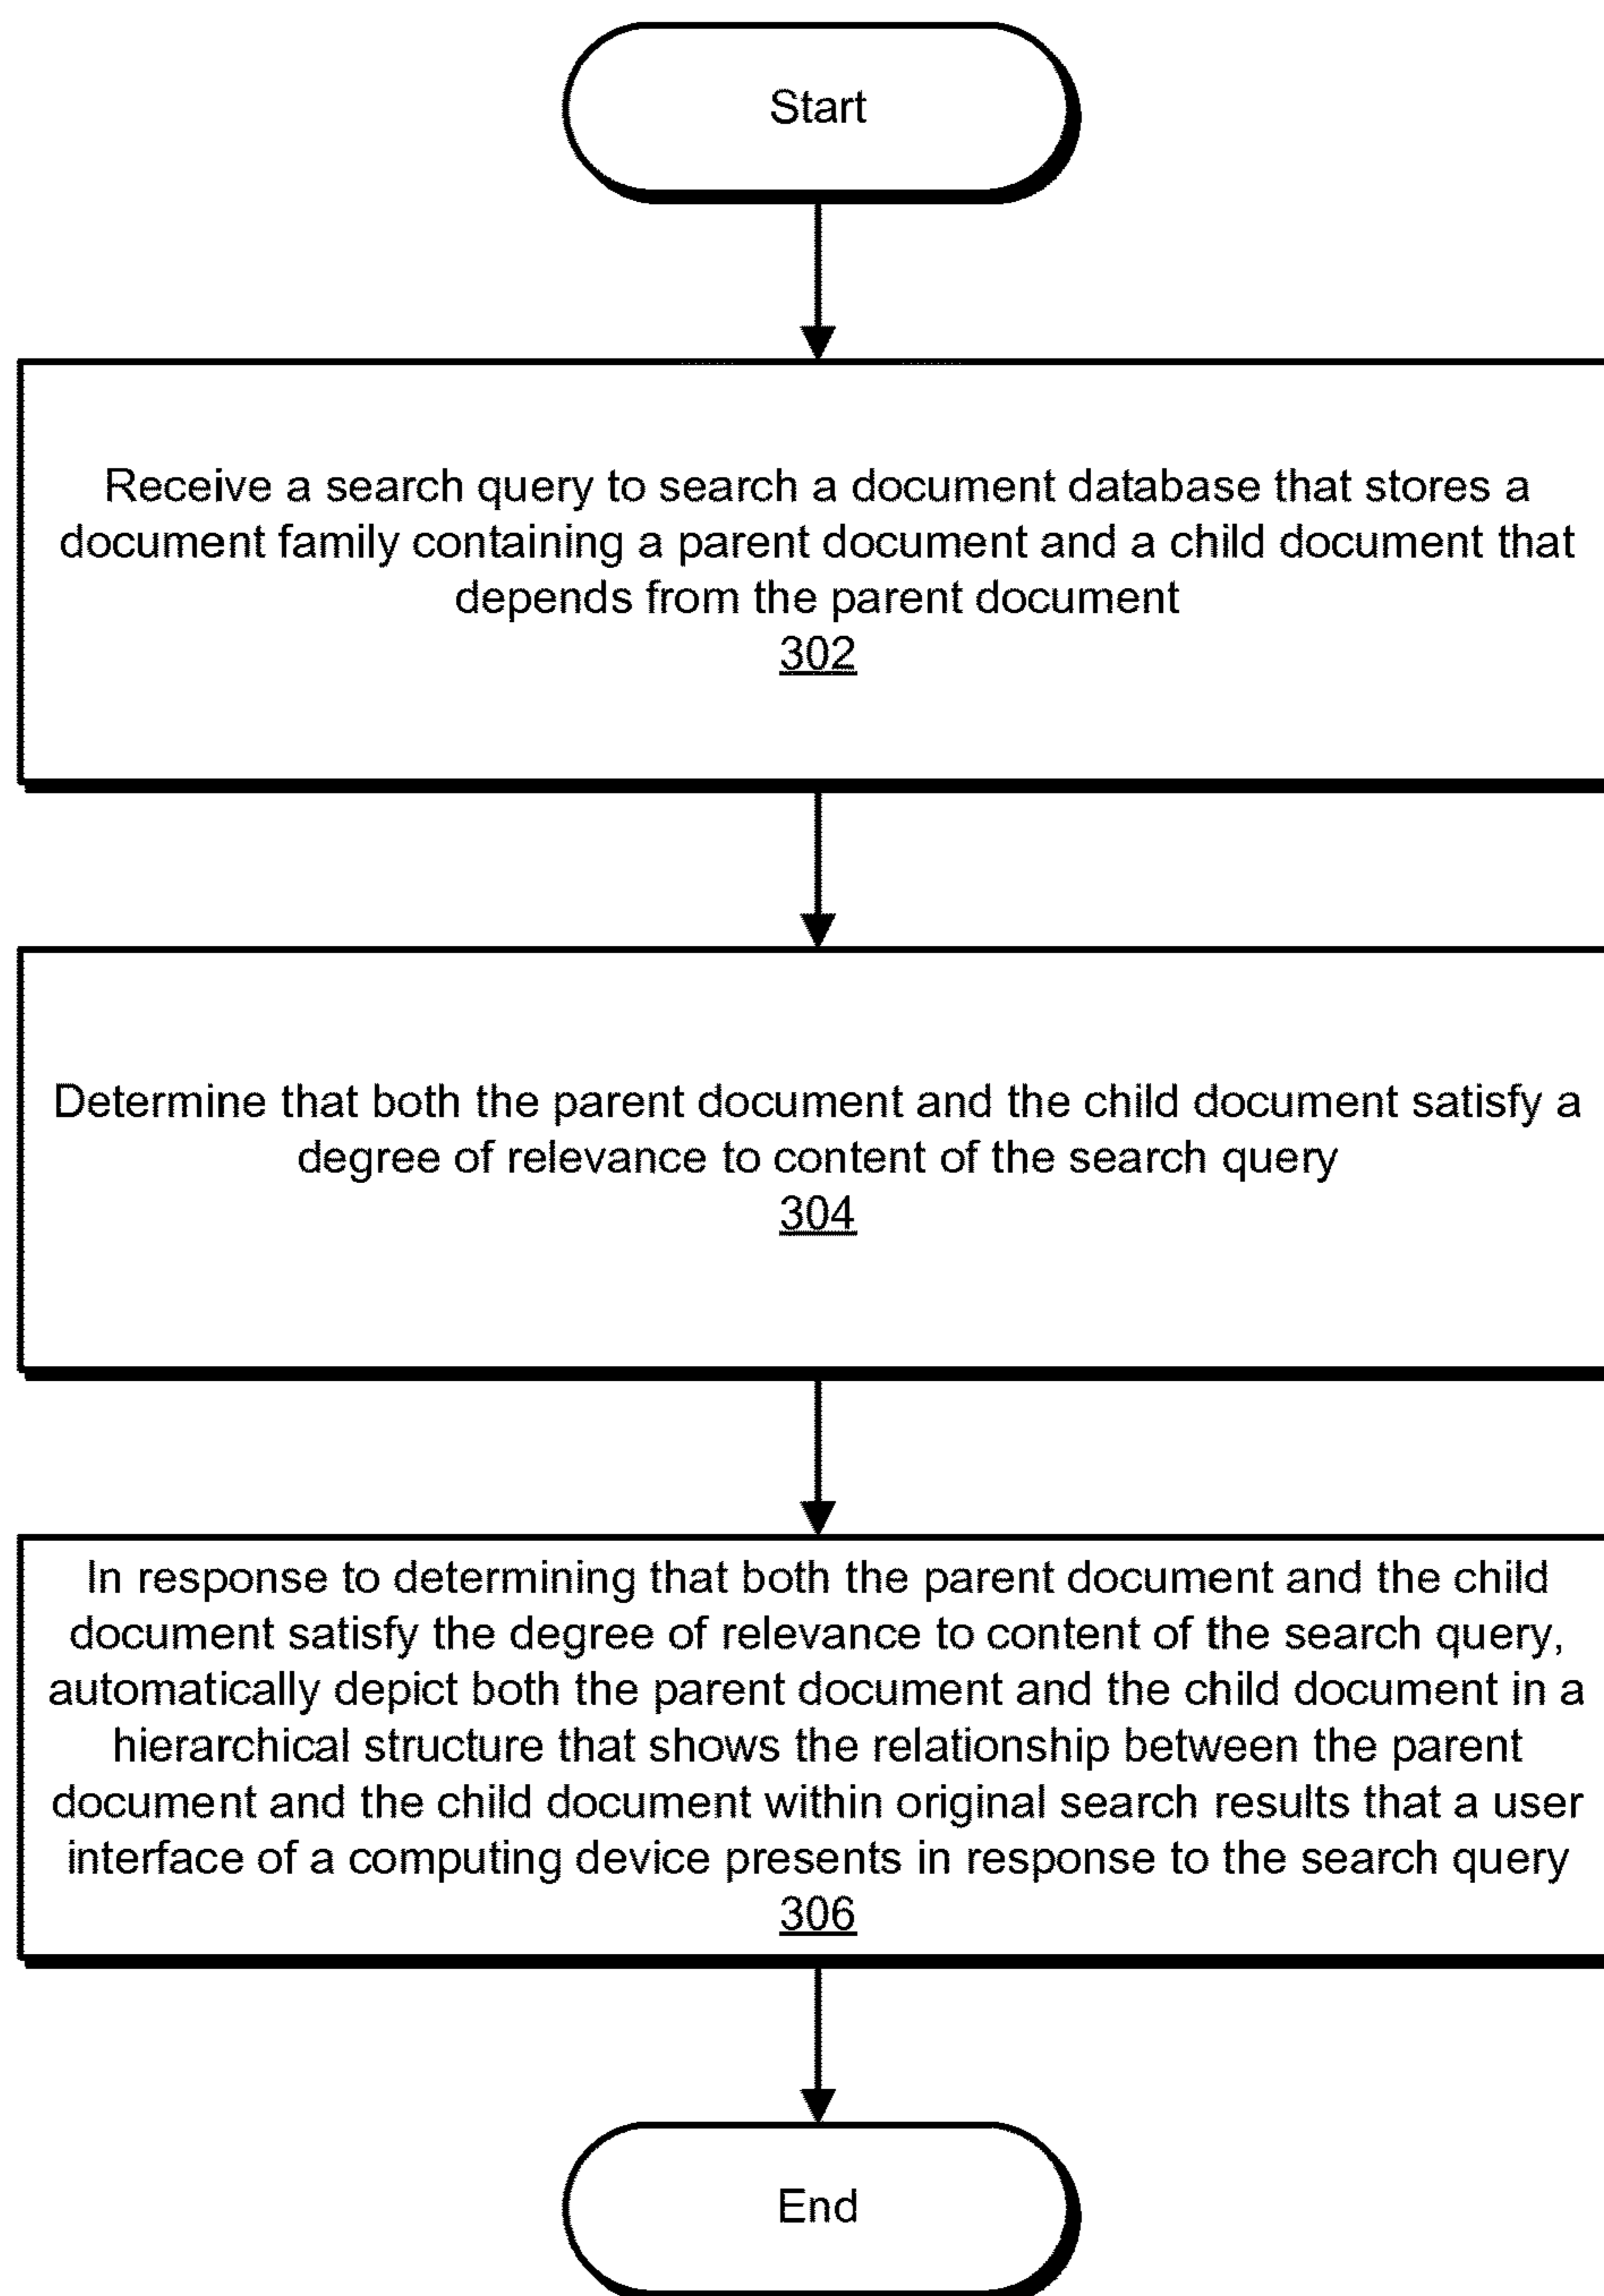 Start
Receive a search query to search a document database that stores a
document family containing a parent document and a child document that
depends from the parent document
302
Determine that both the parent document and the child document satisfy a
degree of relevance to content of the search query
304
In response to determining that both the parent document and the child
document satisfy the degree of relevance to content of the search query,
automatically depict both the parent document and the child document in a
hierarchical structure that shows the relationship between the parent
document and the child document within original search results that a user
interface of a computing device presents in response to the search query
306
End